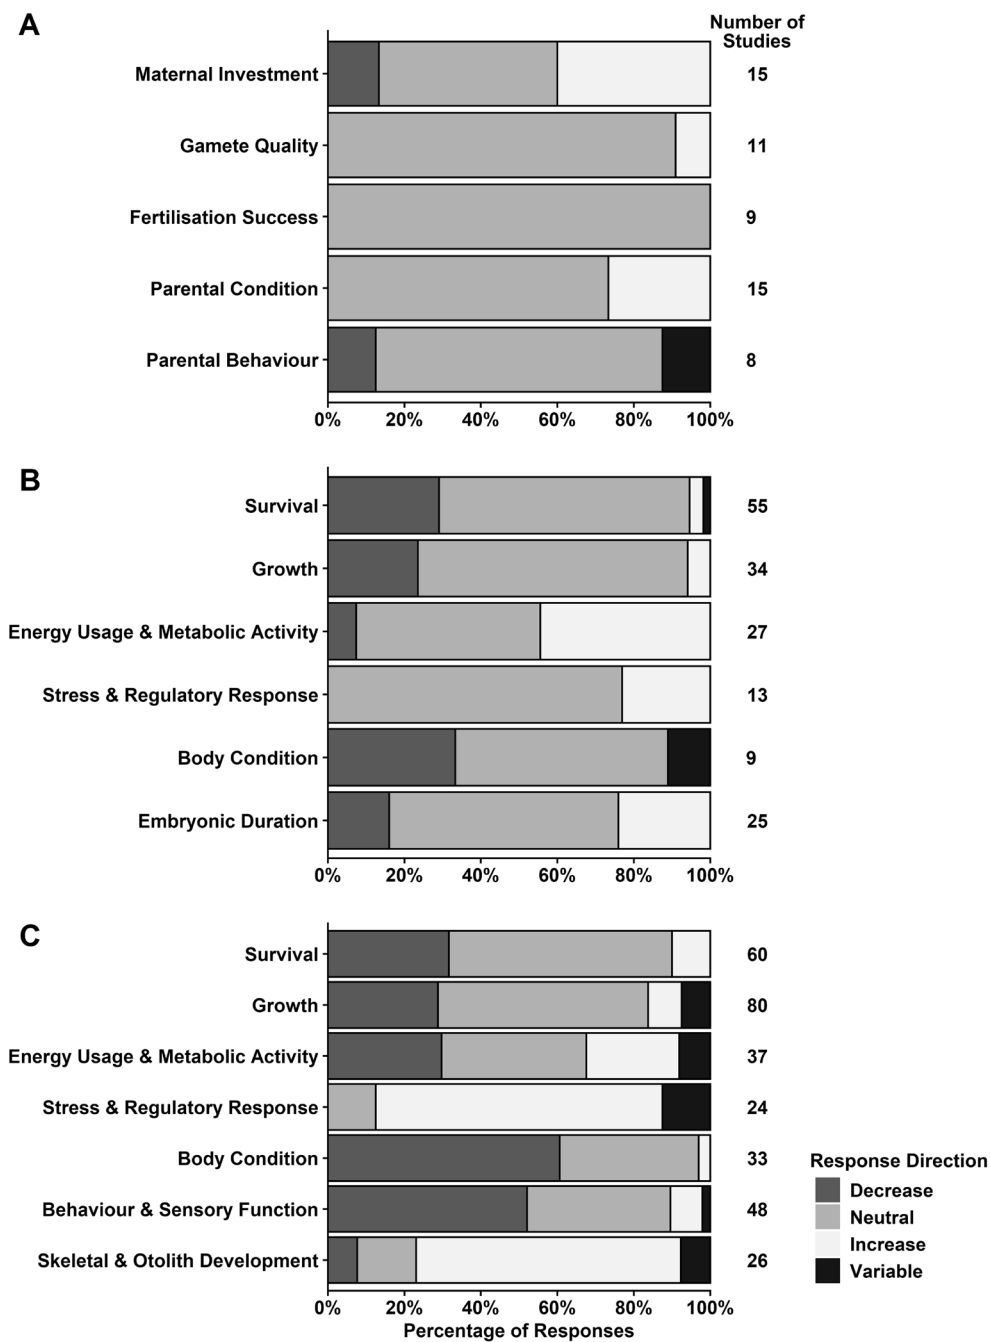 A
Number of
Studies
Maternal Investment 15
Gamete Quality 11
Fertilisation Success 9
Parental Condition 15
Parental Behaviour 8
0% 20% 40% 60% 80% 100%
B
Survival 55
Growth 34
Energy Usage & Metabolic Activity 27
Stress & Regulatory Response 13
Body Condition 9
Embryonic Duration 25
0% 20% 40% 60% 80% 100%
C
Survival 60
Growth 80
Energy Usage & Metabolic Activity 37
Stress & Regulatory Response 24
Body Condition 33
Behaviour & Sensory Function 48
Skeletal & Otolith Development 26
0% 20% 40% 60% 80% 100%
Percentage of Responses
Response Direction
Decrease
Neutral
Increase
Variable